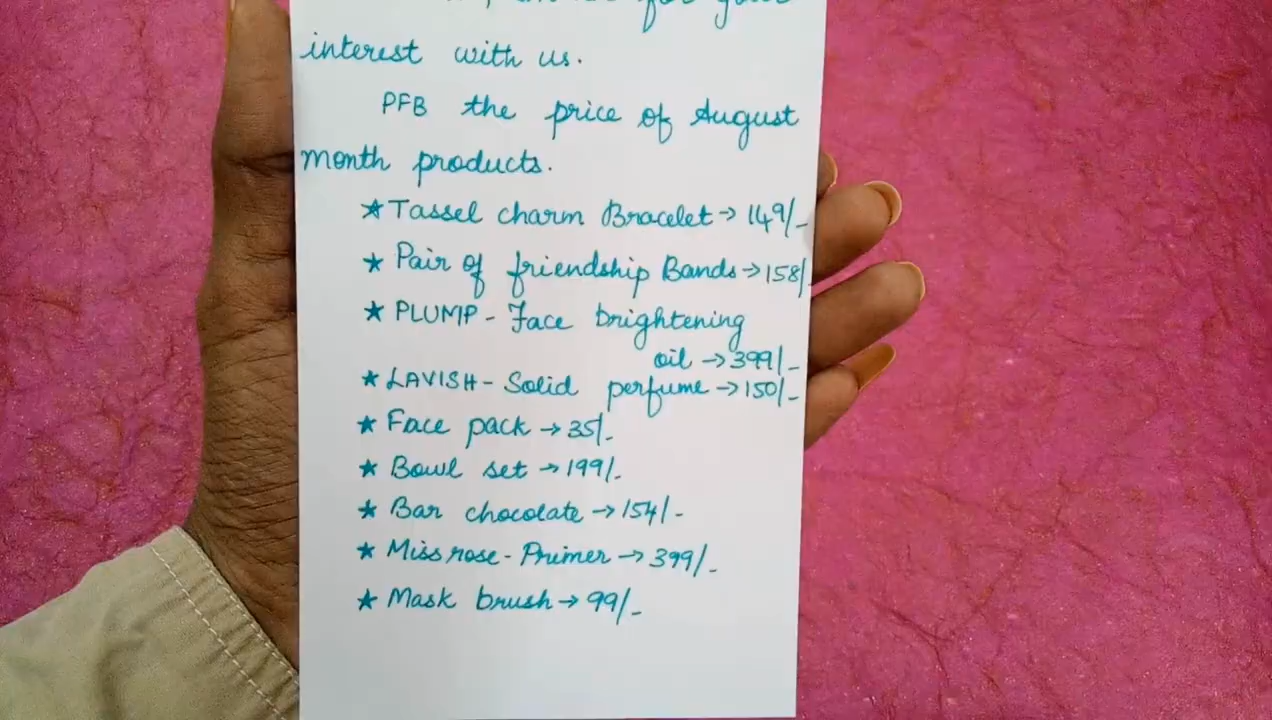 for your
interest with us.
PFB the price of August
month products.
★ Tassel charm Bracelet → 149/-
★ Pair of friendship Bands → 158/
★ PLUMP - Face brightening
oil → 399/-
★ LAVISH - Solid perfume → 150/-
★ Face pack → 35/-
★ Bowl set → 199/-
★ Bar chocolate → 154/-
★ Miss rose - Primer → 399/-
★ Mask brush → 99/-